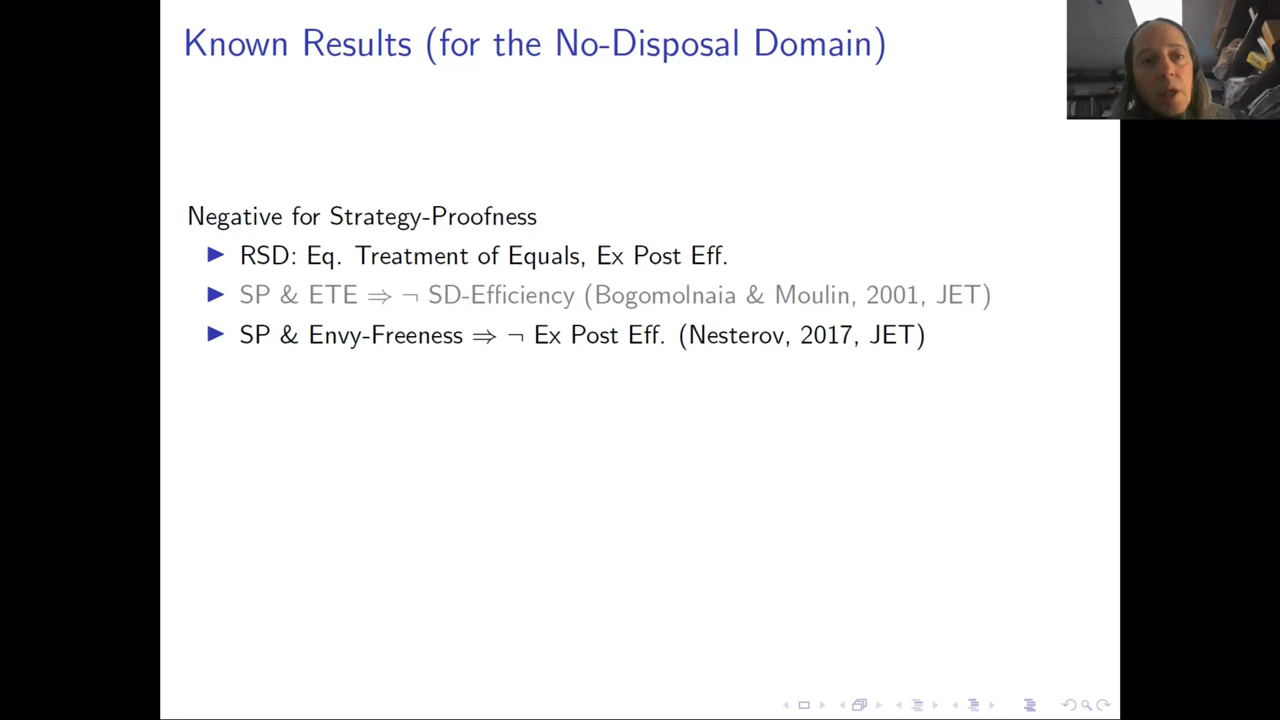 Known Results (for the No-Disposal Domain)
Negative for Strategy-Proofness
▶ RSD: Eq. Treatment of Equals, Ex Post Eff.
▶ SP & ETE ⇒ ¬ SD-Efficiency (Bogomolnaia & Moulin, 2001, JET)
▶ SP & Envy-Freeness ⇒ ¬ Ex Post Eff. (Nesterov, 2017, JET)